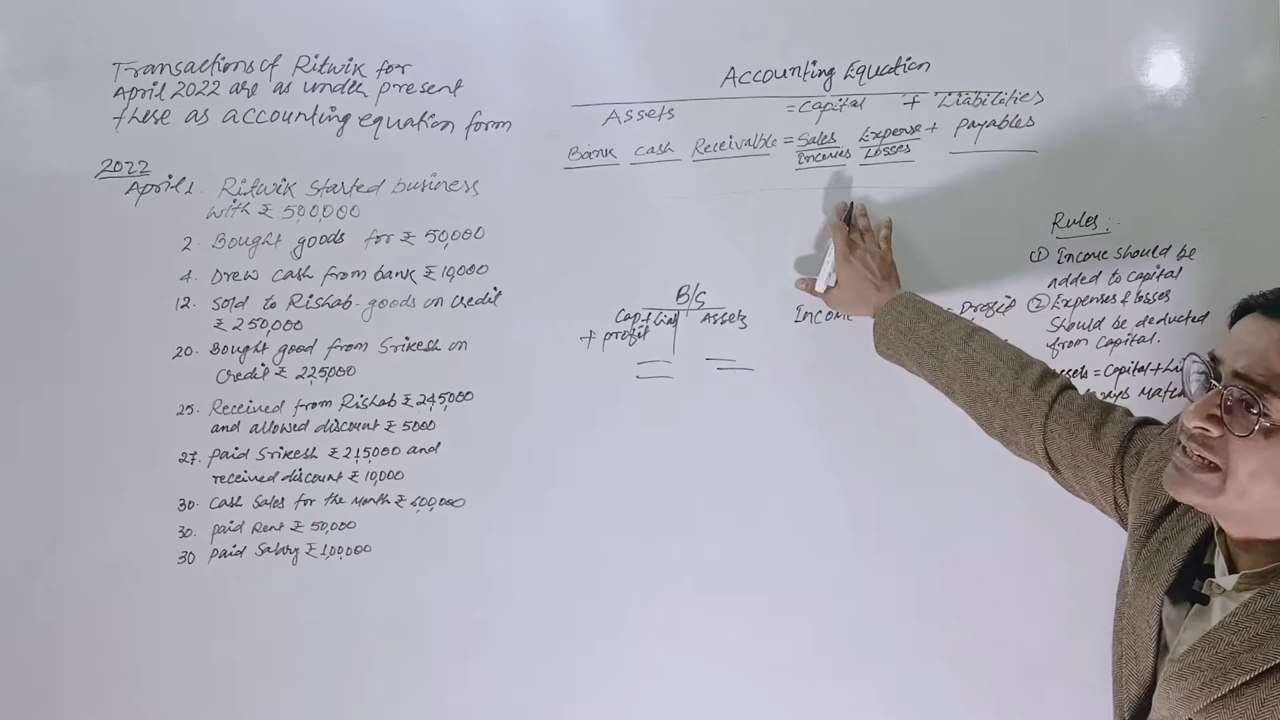 Transactions of Ritwik for
April 2022 are as under present
these as accounting equation form
2022
April 1. Ritwik started business
with ₹ 500,000
2. Bought goods for ₹ 50,000
4. Drew cash from bank ₹ 10,000
12. Sold to Rishab goods on credit
₹ 250,000
20. Bought good from Srikesh on
credit ₹ 225,000
25. Received from Rishab ₹ 245,000
and allowed discount ₹ 5000
27. Paid Srikesh ₹ 215,000 and
received discount ₹ 10,000
30. Cash Sales for the Month ₹ 600,000
30. Paid Rent ₹ 50,000
30 Paid Salary ₹ 100,000
Accounting Equation
Assets = Capital + Liabilities
Bank Cash Receivable = Sales Expense + Payables
Incomes Losses
B/S
Cap + Liab Assets
+ profit
Income = Profit
Rules :-
① Income should be
added to capital
② Expenses & losses
should be deducted
from Capital.
= Capital +